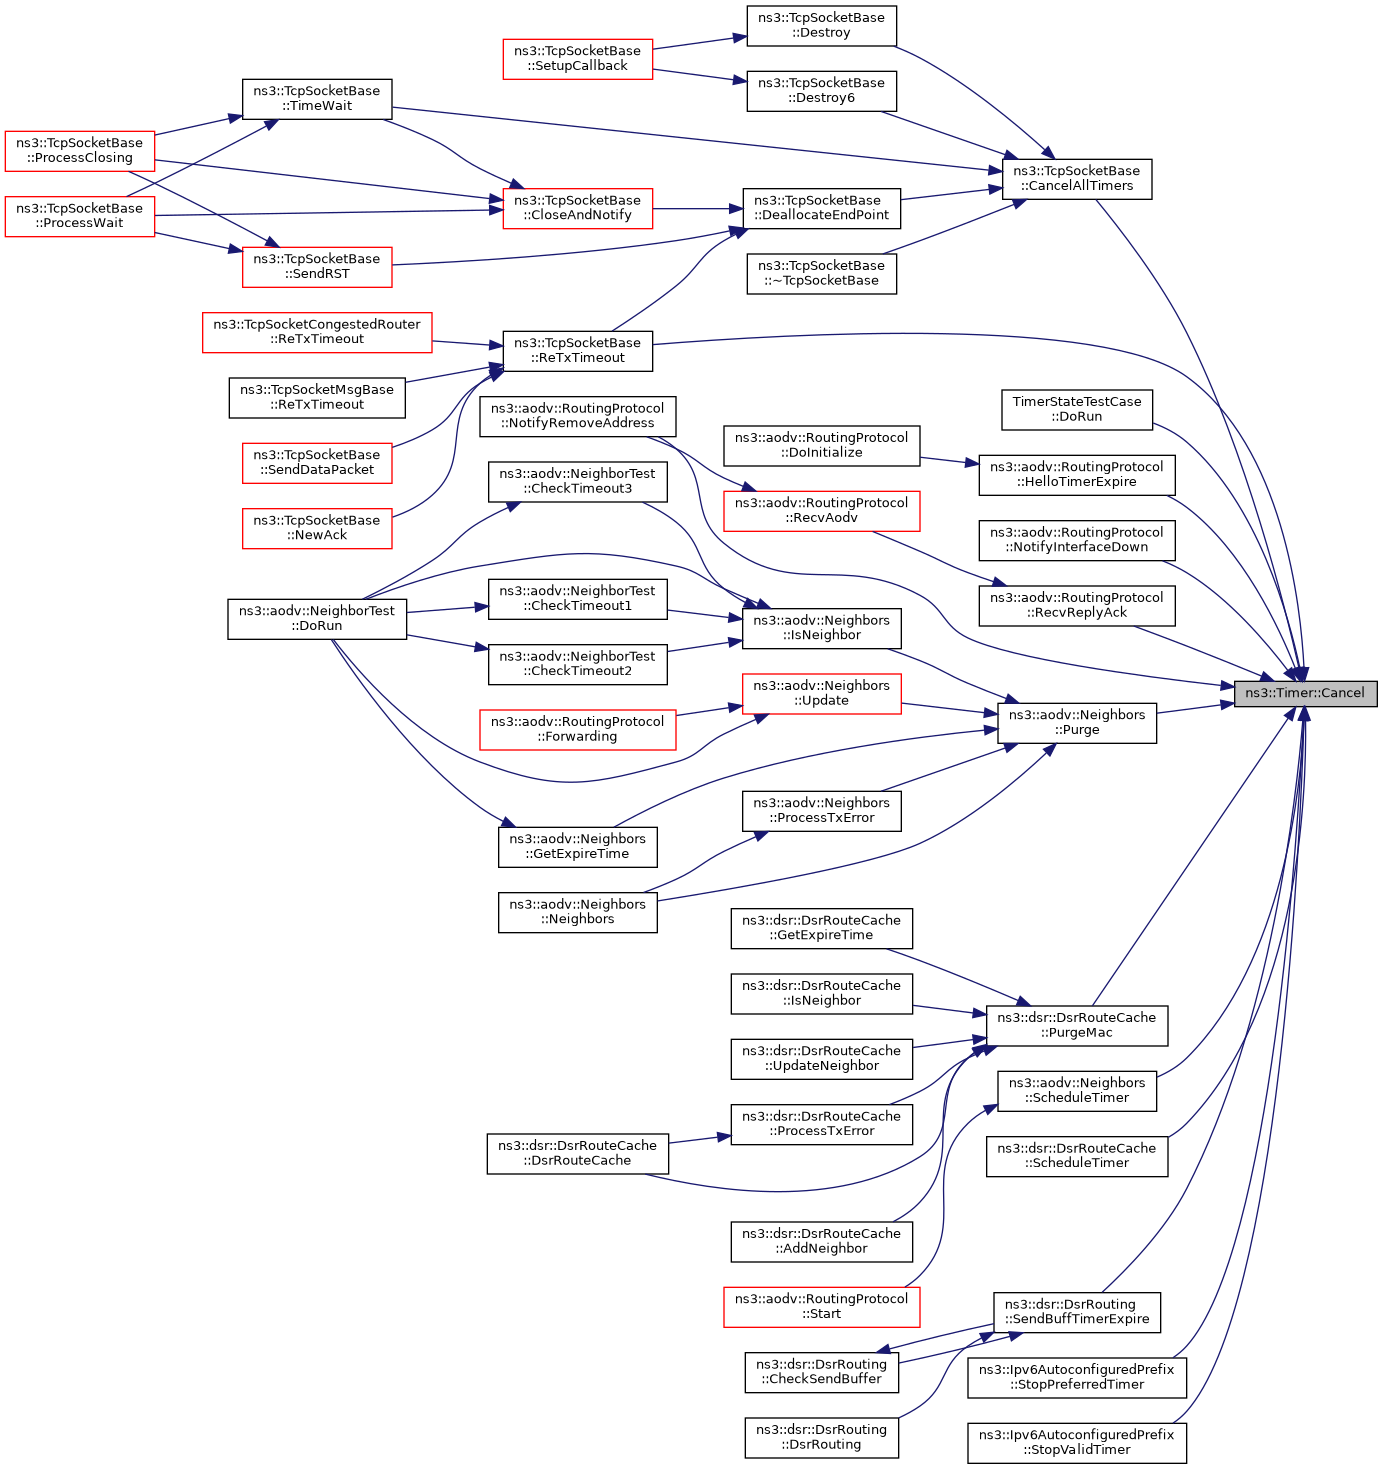 ns3::TcpSocketBase
::Destroy
ns3::TcpSocketBase
::SetupCallback
ns3::TcpSocketBase
::Destroy6
ns3::TcpSocketBase
::TimeWait
ns3::TcpSocketBase
::ProcessClosing
ns3::TcpSocketBase
::CancelAllTimers
ns3::TcpSocketBase
::ProcessWait
ns3::TcpSocketBase
::CloseAndNotify
ns3::TcpSocketBase
::DeallocateEndPoint
ns3::TcpSocketBase
::SendRST
ns3::TcpSocketBase
::~TcpSocketBase
ns3::TcpSocketCongestedRouter
::ReTxTimeout
ns3::TcpSocketBase
::ReTxTimeout
ns3::TcpSocketMsgBase
::ReTxTimeout
TimerStateTestCase
::DoRun
ns3::aodv::RoutingProtocol
::NotifyRemoveAddress
ns3::aodv::RoutingProtocol
::DoInitialize
ns3::TcpSocketBase
::SendDataPacket
ns3::aodv::NeighborTest
::CheckTimeout3
ns3::aodv::RoutingProtocol
::HelloTimerExpire
ns3::aodv::RoutingProtocol
::RecvAodv
ns3::TcpSocketBase
::NewAck
ns3::aodv::RoutingProtocol
::NotifyInterfaceDown
ns3::aodv::NeighborTest
::CheckTimeout1
ns3::aodv::RoutingProtocol
::RecvReplyAck
ns3::aodv::NeighborTest
::DoRun
ns3::aodv::Neighbors
::IsNeighbor
ns3::aodv::NeighborTest
::CheckTimeout2
ns3::aodv::Neighbors
::Update
ns3::Timer::Cancel
ns3::aodv::RoutingProtocol
::Forwarding
ns3::aodv::Neighbors
::Purge
ns3::aodv::Neighbors
::ProcessTxError
ns3::aodv::Neighbors
::GetExpireTime
ns3::aodv::Neighbors
::Neighbors
ns3::dsr::DsrRouteCache
::GetExpireTime
ns3::dsr::DsrRouteCache
::IsNeighbor
ns3::dsr::DsrRouteCache
::PurgeMac
ns3::dsr::DsrRouteCache
::UpdateNeighbor
ns3::aodv::Neighbors
::ScheduleTimer
ns3::dsr::DsrRouteCache
::ProcessTxError
ns3::dsr::DsrRouteCache
::DsrRouteCache
ns3::dsr::DsrRouteCache
::ScheduleTimer
ns3::dsr::DsrRouteCache
::AddNeighbor
ns3::aodv::RoutingProtocol
::Start
ns3::dsr::DsrRouting
::SendBuffTimerExpire
ns3::dsr::DsrRouting
::CheckSendBuffer
ns3::Ipv6AutoconfiguredPrefix
::StopPreferredTimer
ns3::dsr::DsrRouting
::DsrRouting
ns3::Ipv6AutoconfiguredPrefix
::StopValidTimer